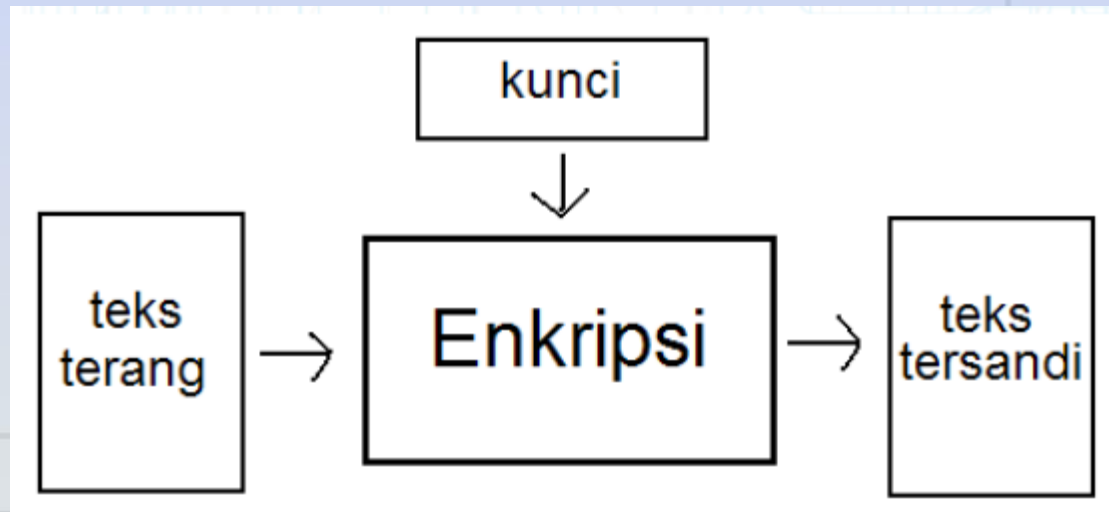 kunci
teks
terang
Enkripsi
teks
tersandi